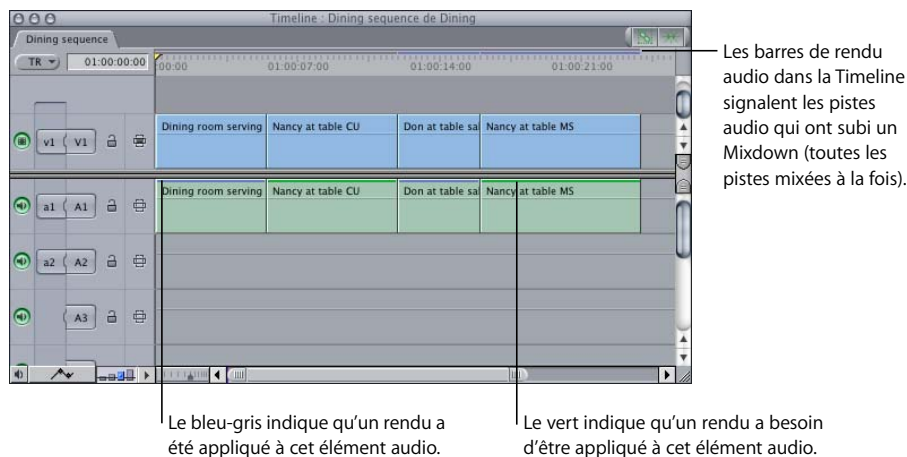 Timeline : Dining sequence de Dining
Dining sequence
TR 01:00:00:00 00:00 01:00:07:00 01:00:14:00 01:00:21:00
Les barres de rendu
audio dans la Timeline
signalent les pistes
audio qui ont subi un
Mixdown (toutes les
pistes mixées à la fois).
v1 V1 Dining room serving Nancy at table CU Don at table sal Nancy at table MS
a1 A1 Dining room serving Nancy at table CU Don at table sal Nancy at table MS
a2 A2
A3
Le bleu-gris indique qu'un rendu a
été appliqué à cet élément audio.
Le vert indique qu'un rendu a besoin
d'être appliqué à cet élément audio.